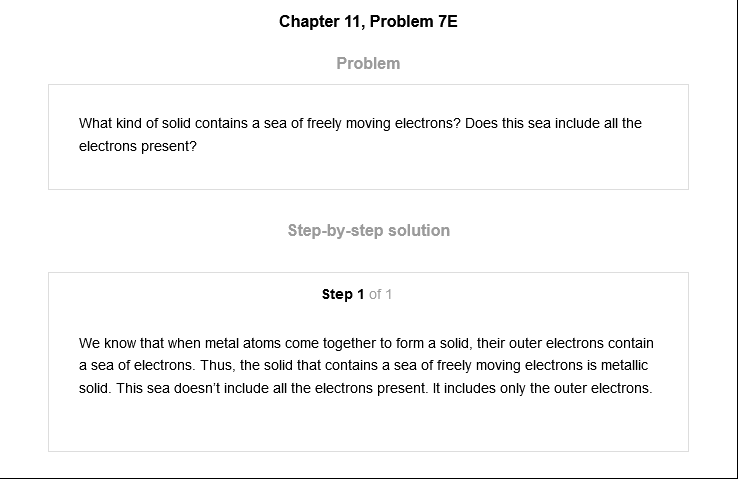 Chapter 11, Problem 7E
Problem
What kind of solid contains a sea of freely moving electrons? Does this sea include all the
electrons present?
Step-by-step solution
Step 1 of 1
We know that when metal atoms come together to form a solid, their outer electrons contain
a sea of electrons. Thus, the solid that contains a sea of freely moving electrons is metallic
solid. This sea doesn’t include all the electrons present. It includes only the outer electrons.